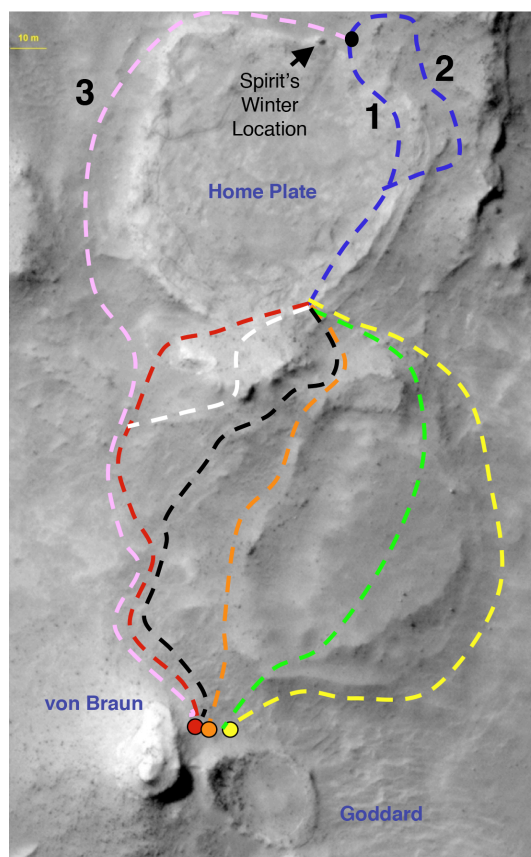 10 m
2
3
Spirit's
Winter
Location
1
Home Plate
von Braun
Goddard